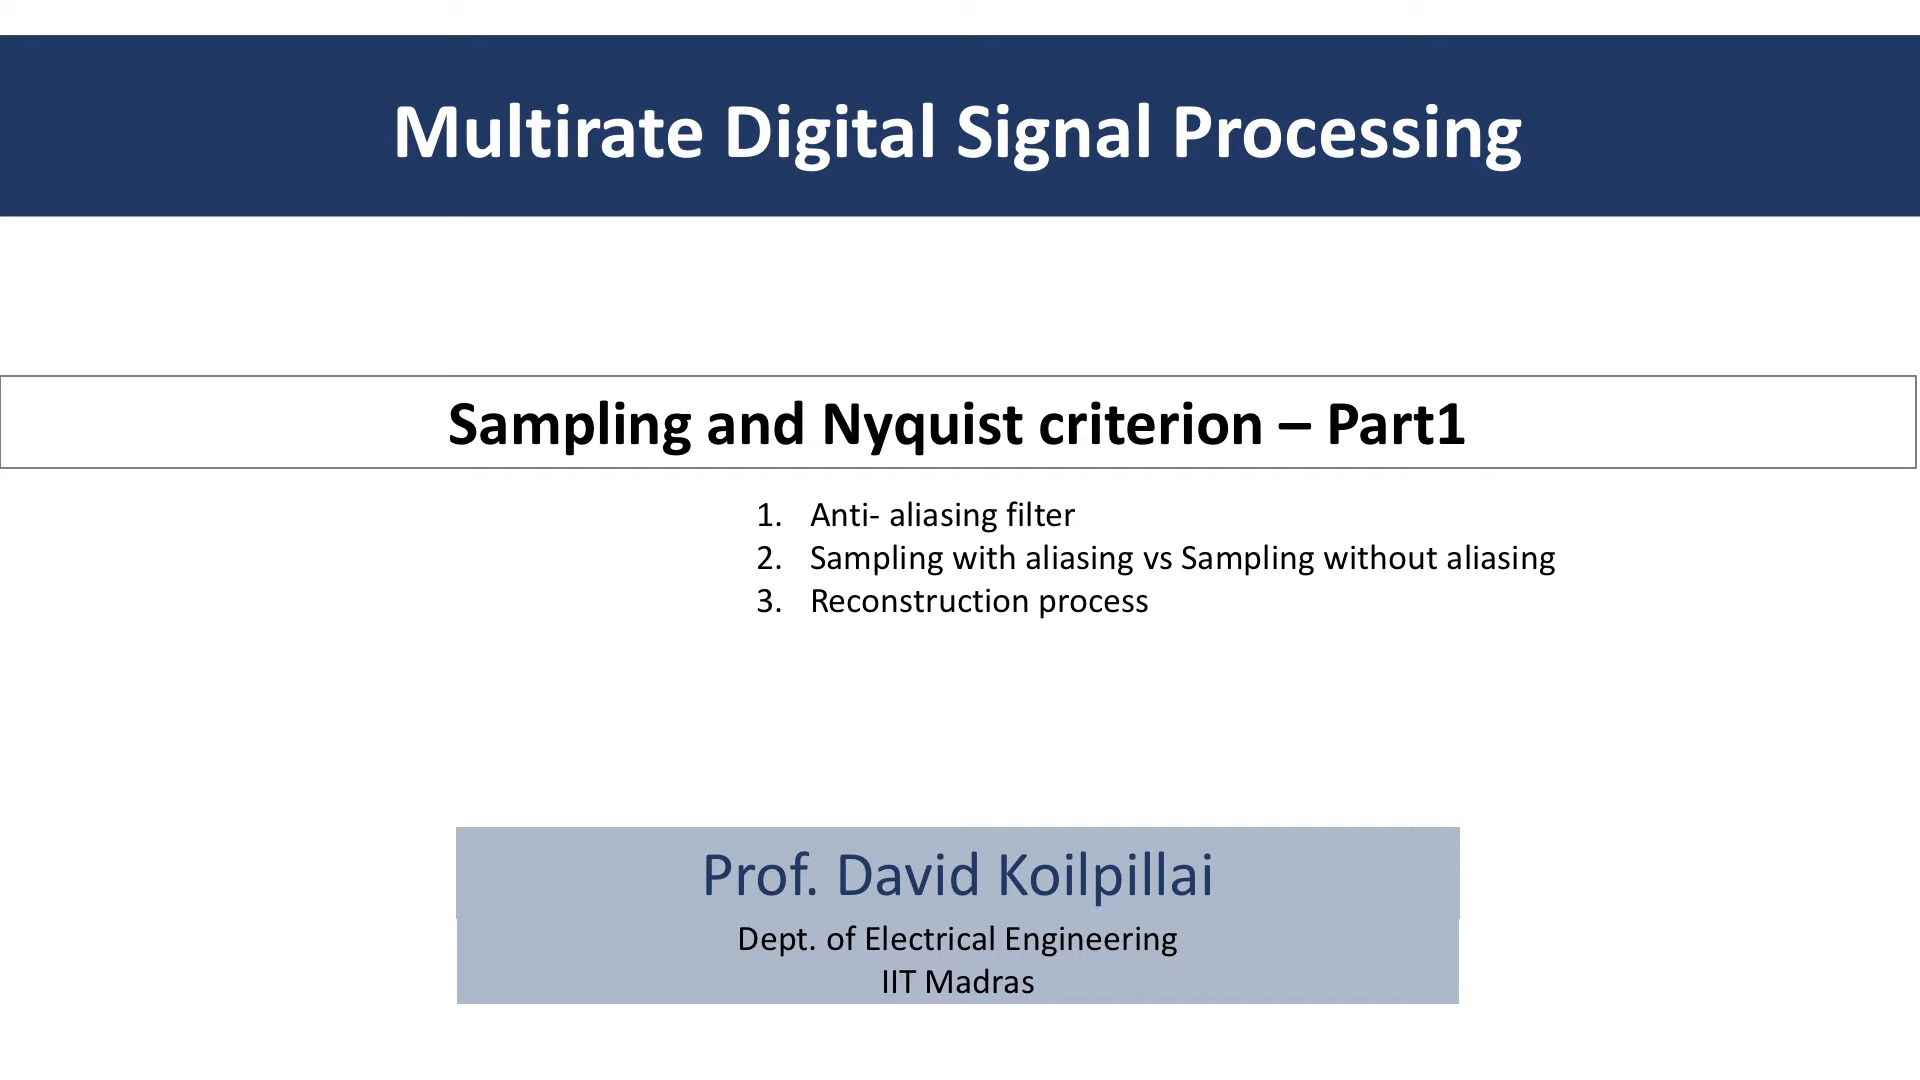 Multirate Digital Signal Processing
Sampling and Nyquist criterion – Part1
1. Anti- aliasing filter
2. Sampling with aliasing vs Sampling without aliasing
3. Reconstruction process
Prof. David Koilpillai
Dept. of Electrical Engineering
IIT Madras